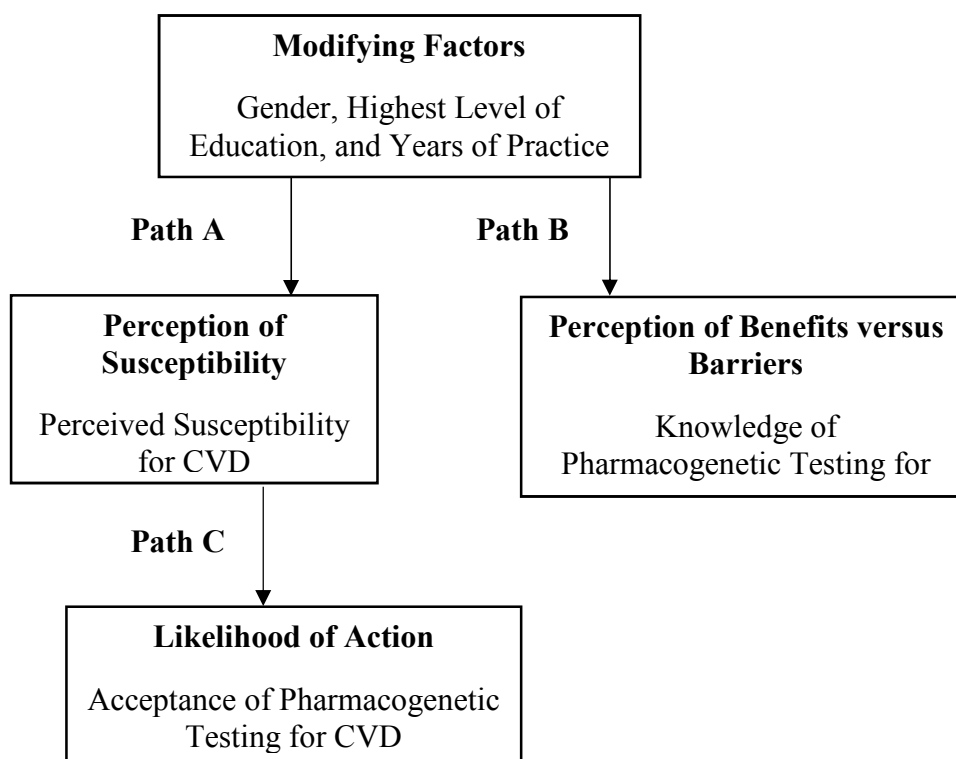 Modifying Factors
Gender, Highest Level of
Education, and Years of Practice
Path A
Path B
Perception of
Susceptibility
Perceived Susceptibility
for CVD
Perception of Benefits versus
Barriers
Knowledge of
Pharmacogenetic Testing for
Path C
Likelihood of Action
Acceptance of Pharmacogenetic
Testing for CVD